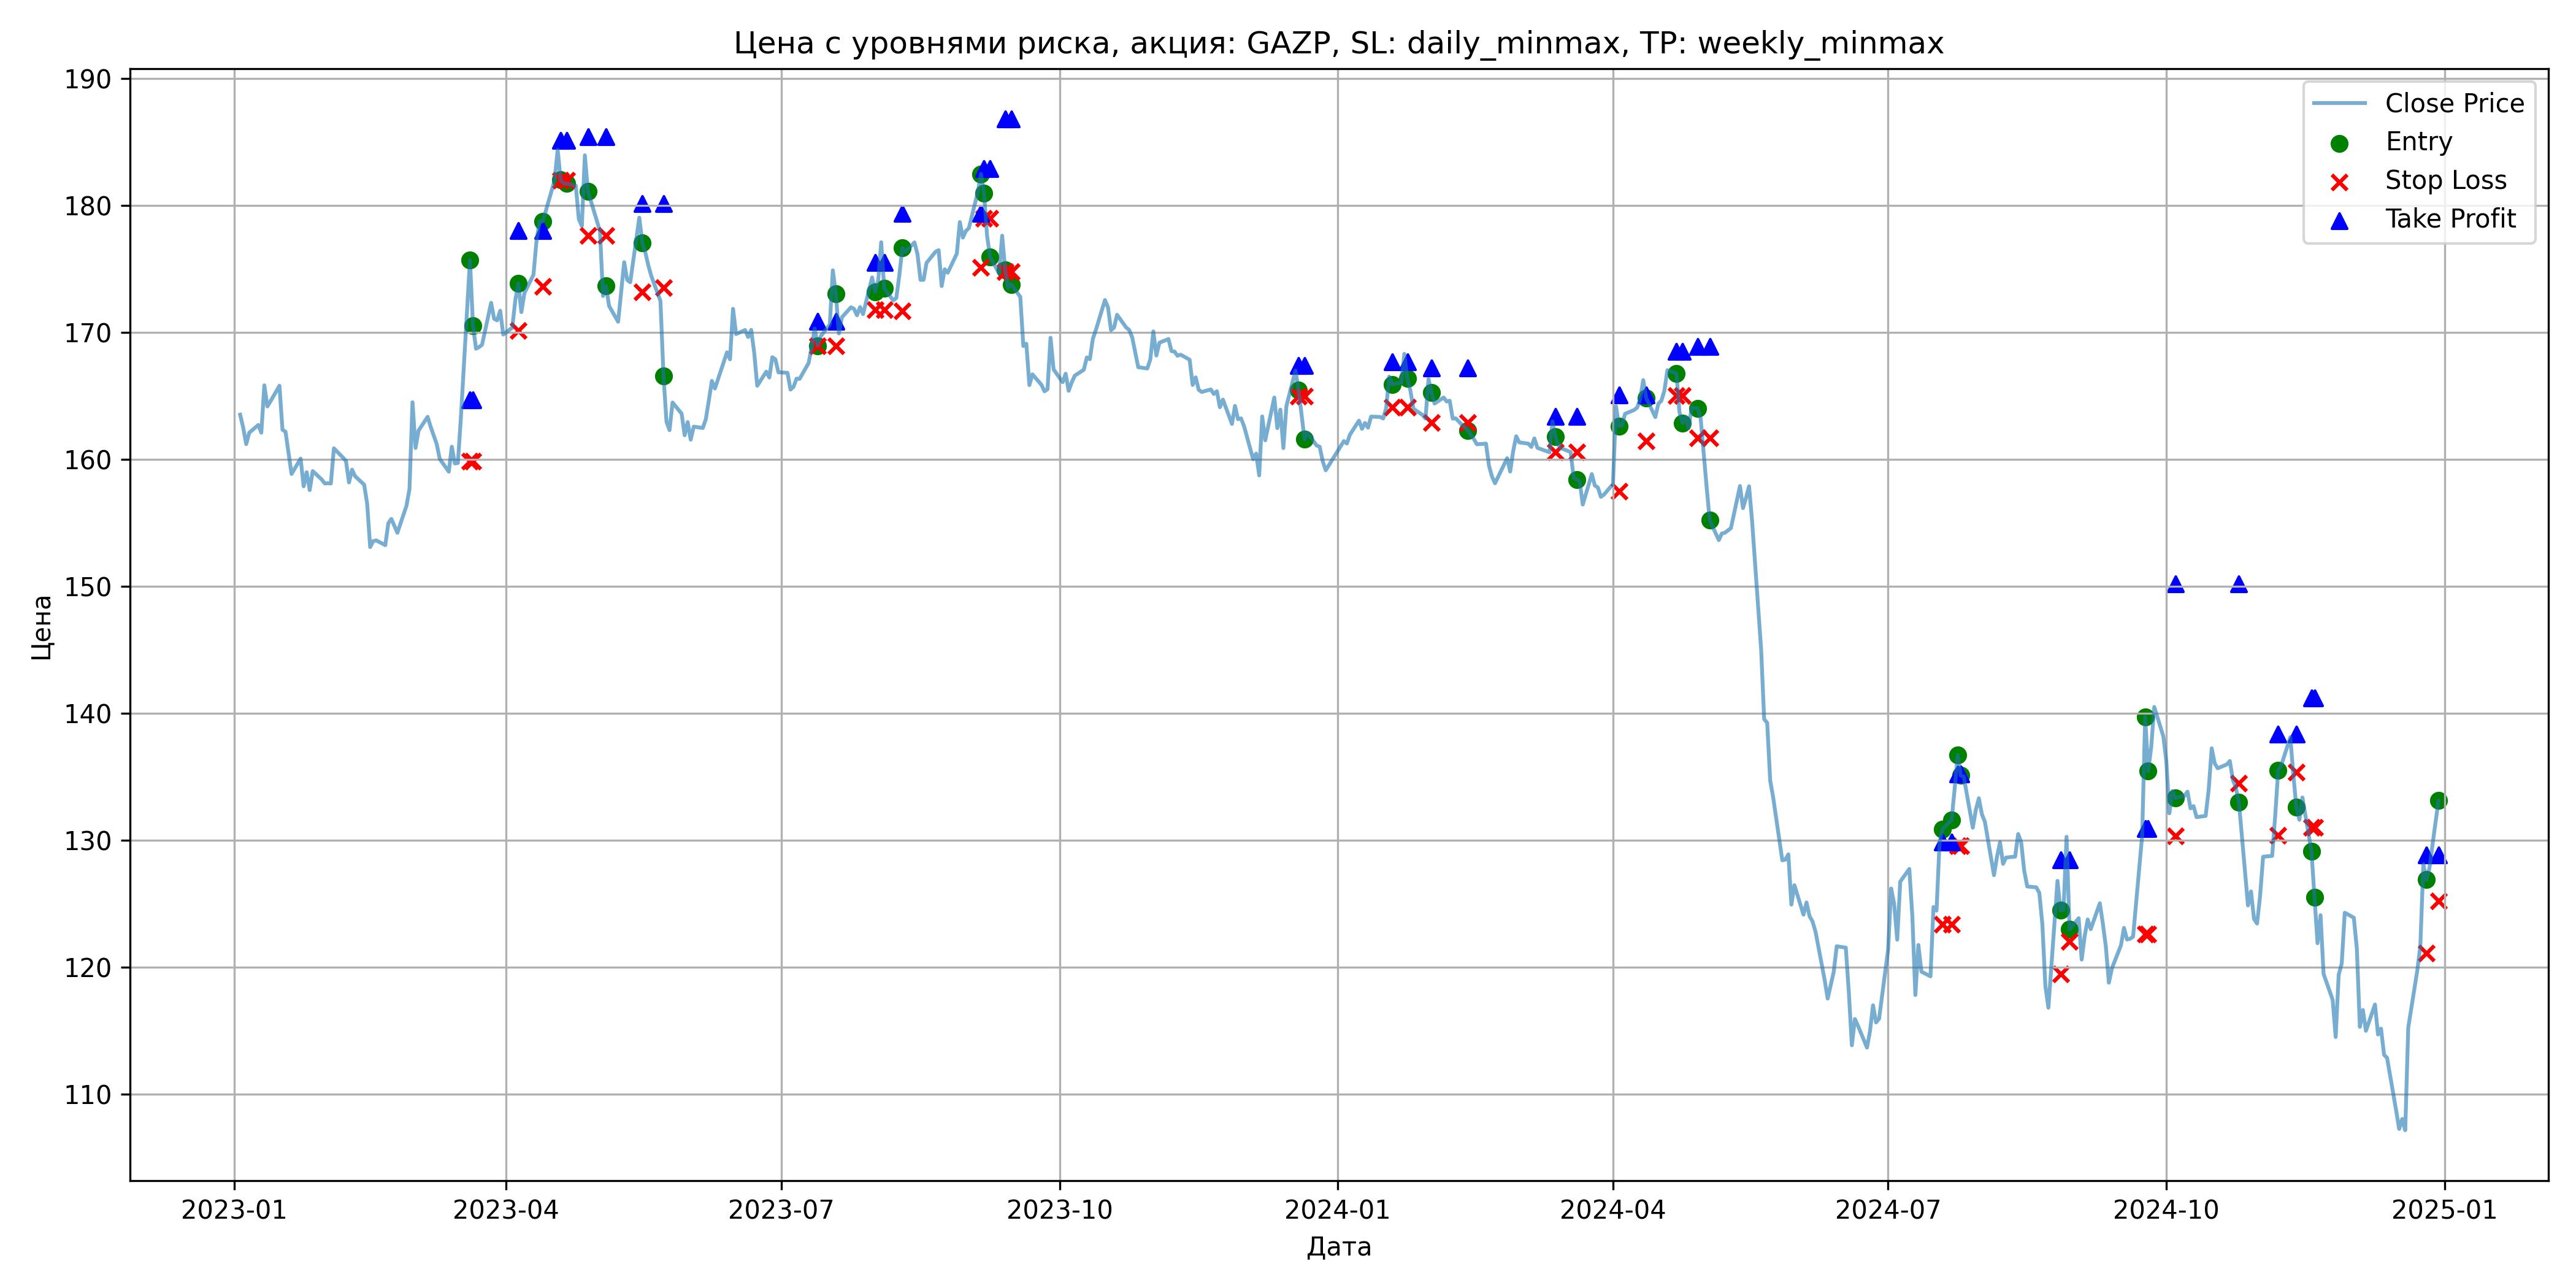 Цена с уровнями риска, акция: GAZP, SL: daily_minmax, TP: weekly_minmax
190
180
170
160
150
140
130
120
110
Цена
Close Price
Entry
Stop Loss
Take Profit
2023-01
2023-04
2023-07
2023-10
2024-01
2024-04
2024-07
2024-10
2025-01
Дата